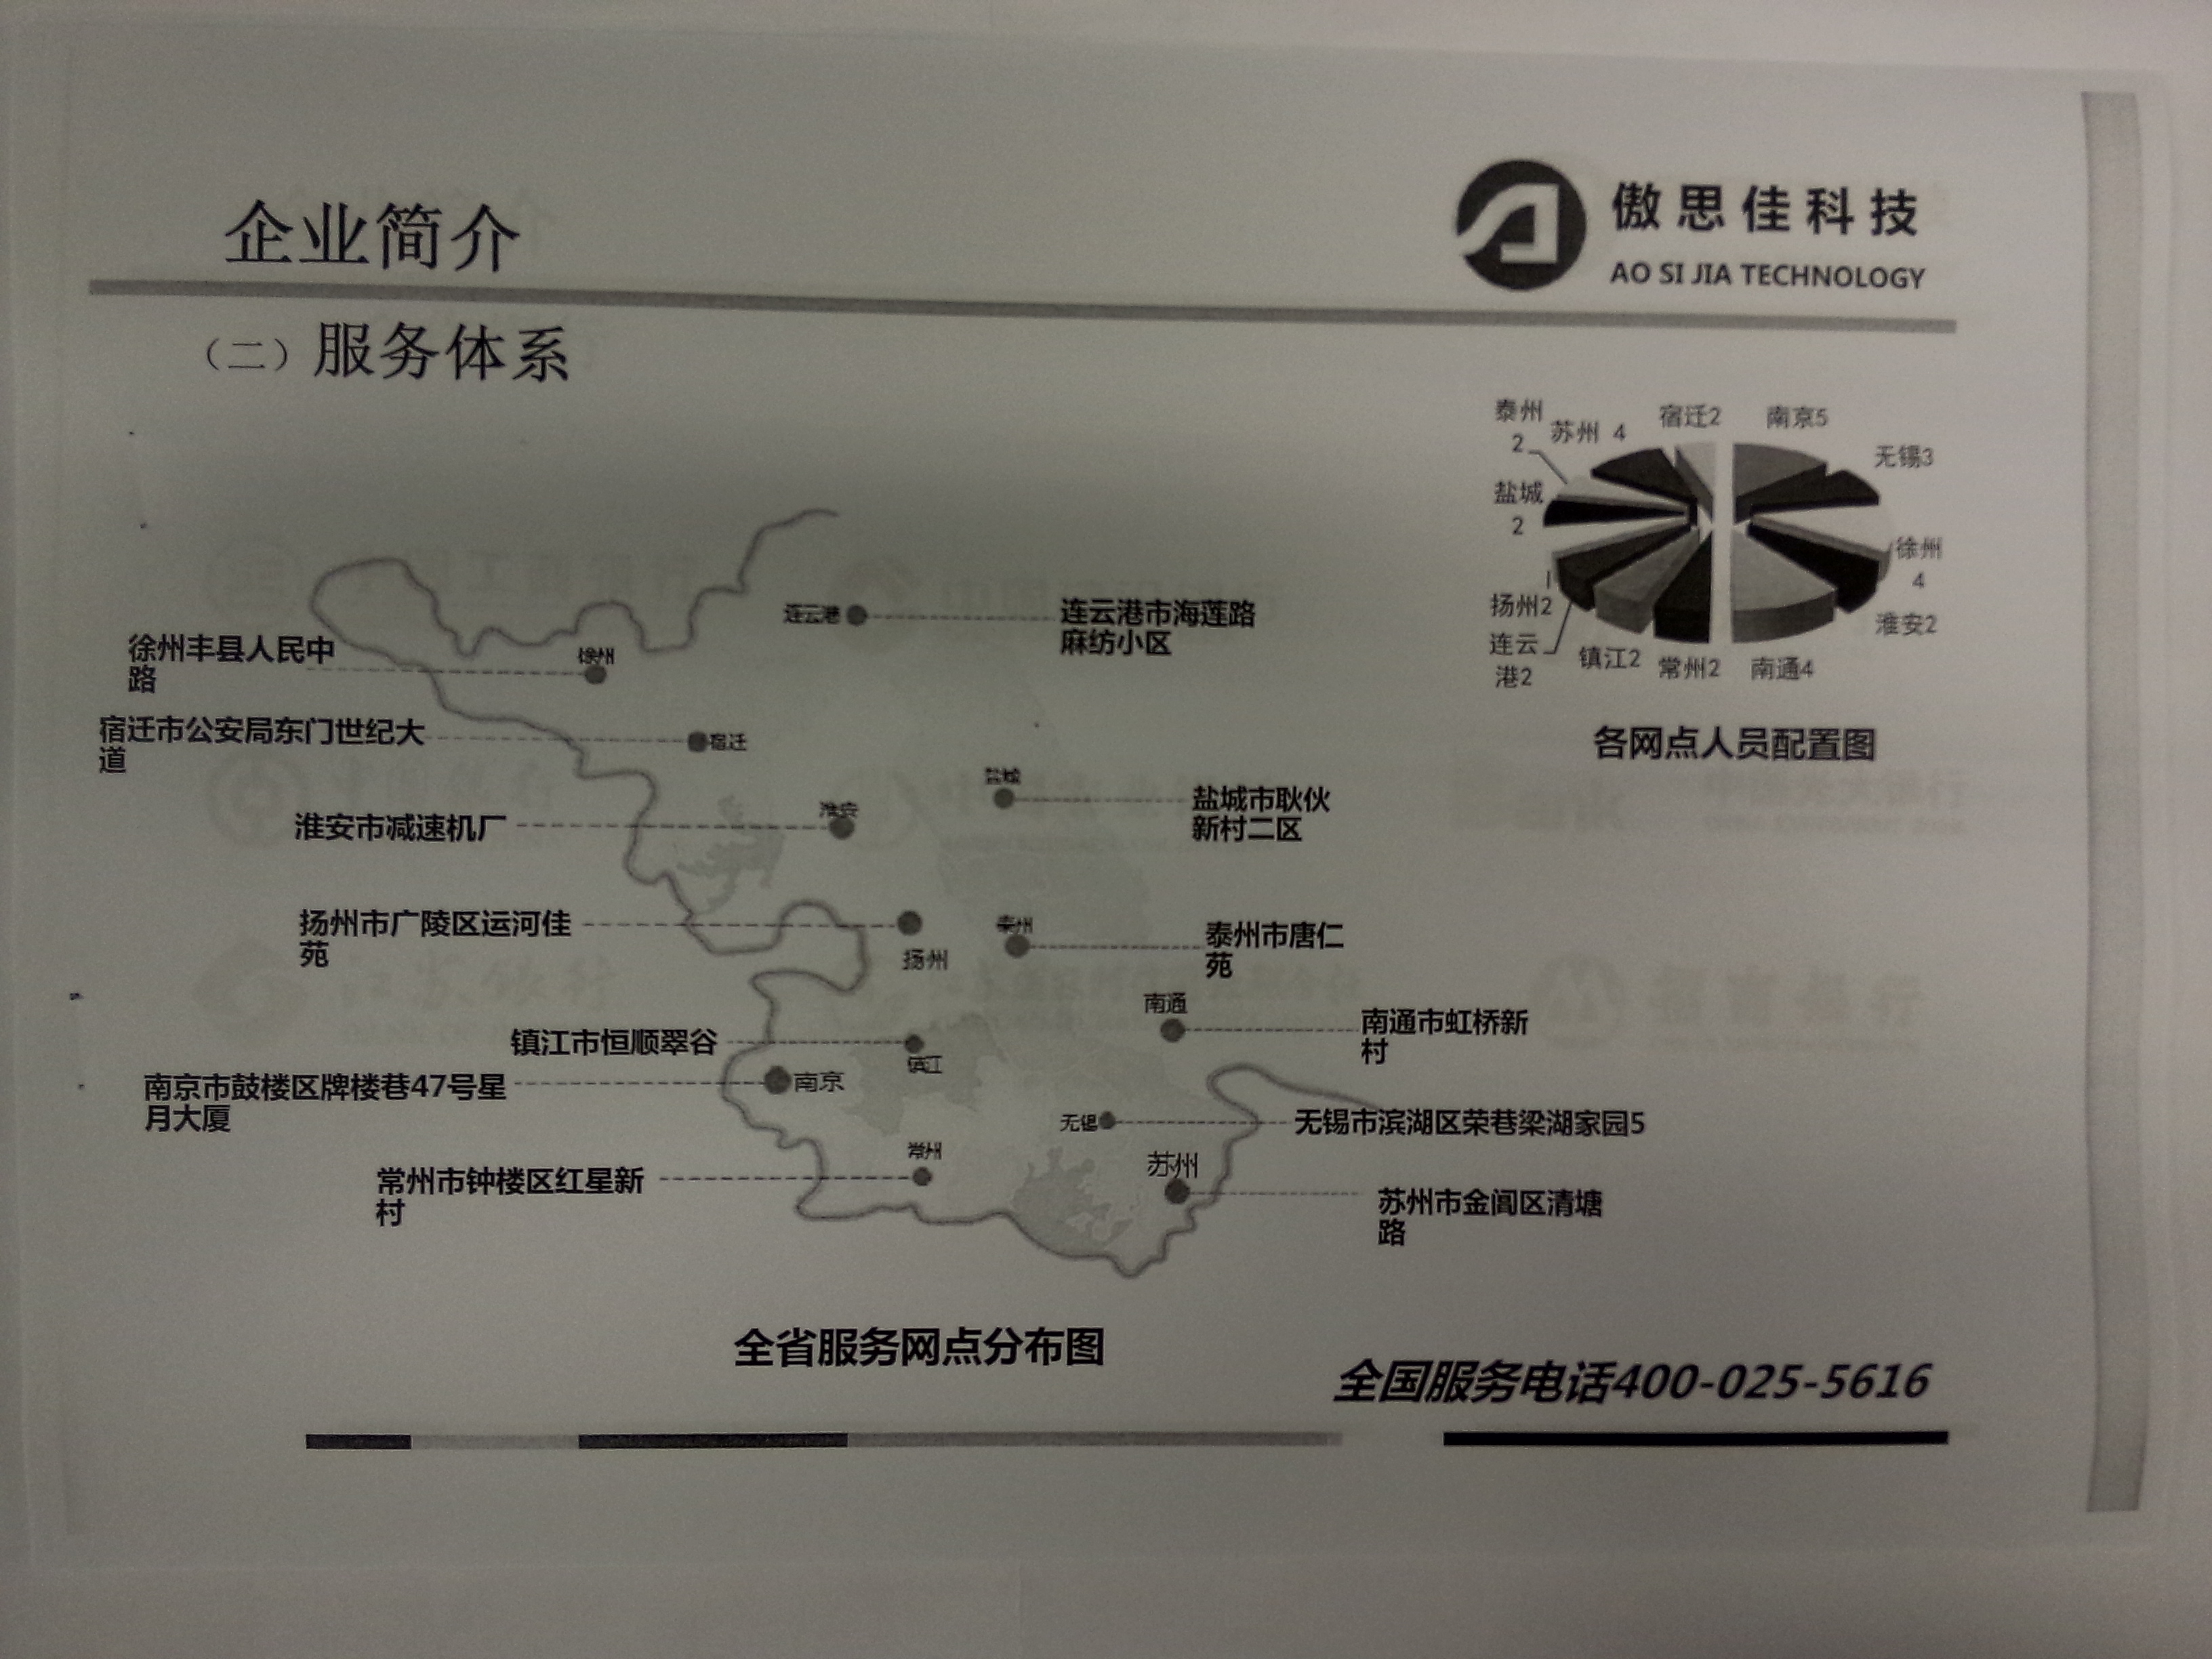 企业简介
傲思佳科技
AO SI JIA TECHNOLOGY
（二）服务体系
泰州
2
苏州 4
宿迁2
南京5
无锡3
盐城
2
徐州
4
扬州2
淮安2
连云
港2
镇江2
常州2
南通4
各网点人员配置图
连云港
连云港市海莲路
麻纺小区
徐州丰县人民中
路
徐州
宿迁市公安局东门世纪大
道
宿迁
盐城
盐城市耿伙
新村二区
淮安市减速机厂
淮安
扬州市广陵区运河佳
苑
扬州
泰州
泰州市唐仁
苑
南通
南通市虹桥新
村
镇江市恒顺翠谷
镇江
南京市鼓楼区牌楼巷47号星
月大厦
南京
无锡
无锡市滨湖区荣巷梁湖家园5
常州
常州市钟楼区红星新
村
苏州
苏州市金阊区清塘
路
全省服务网点分布图
全国服务电话400-025-5616